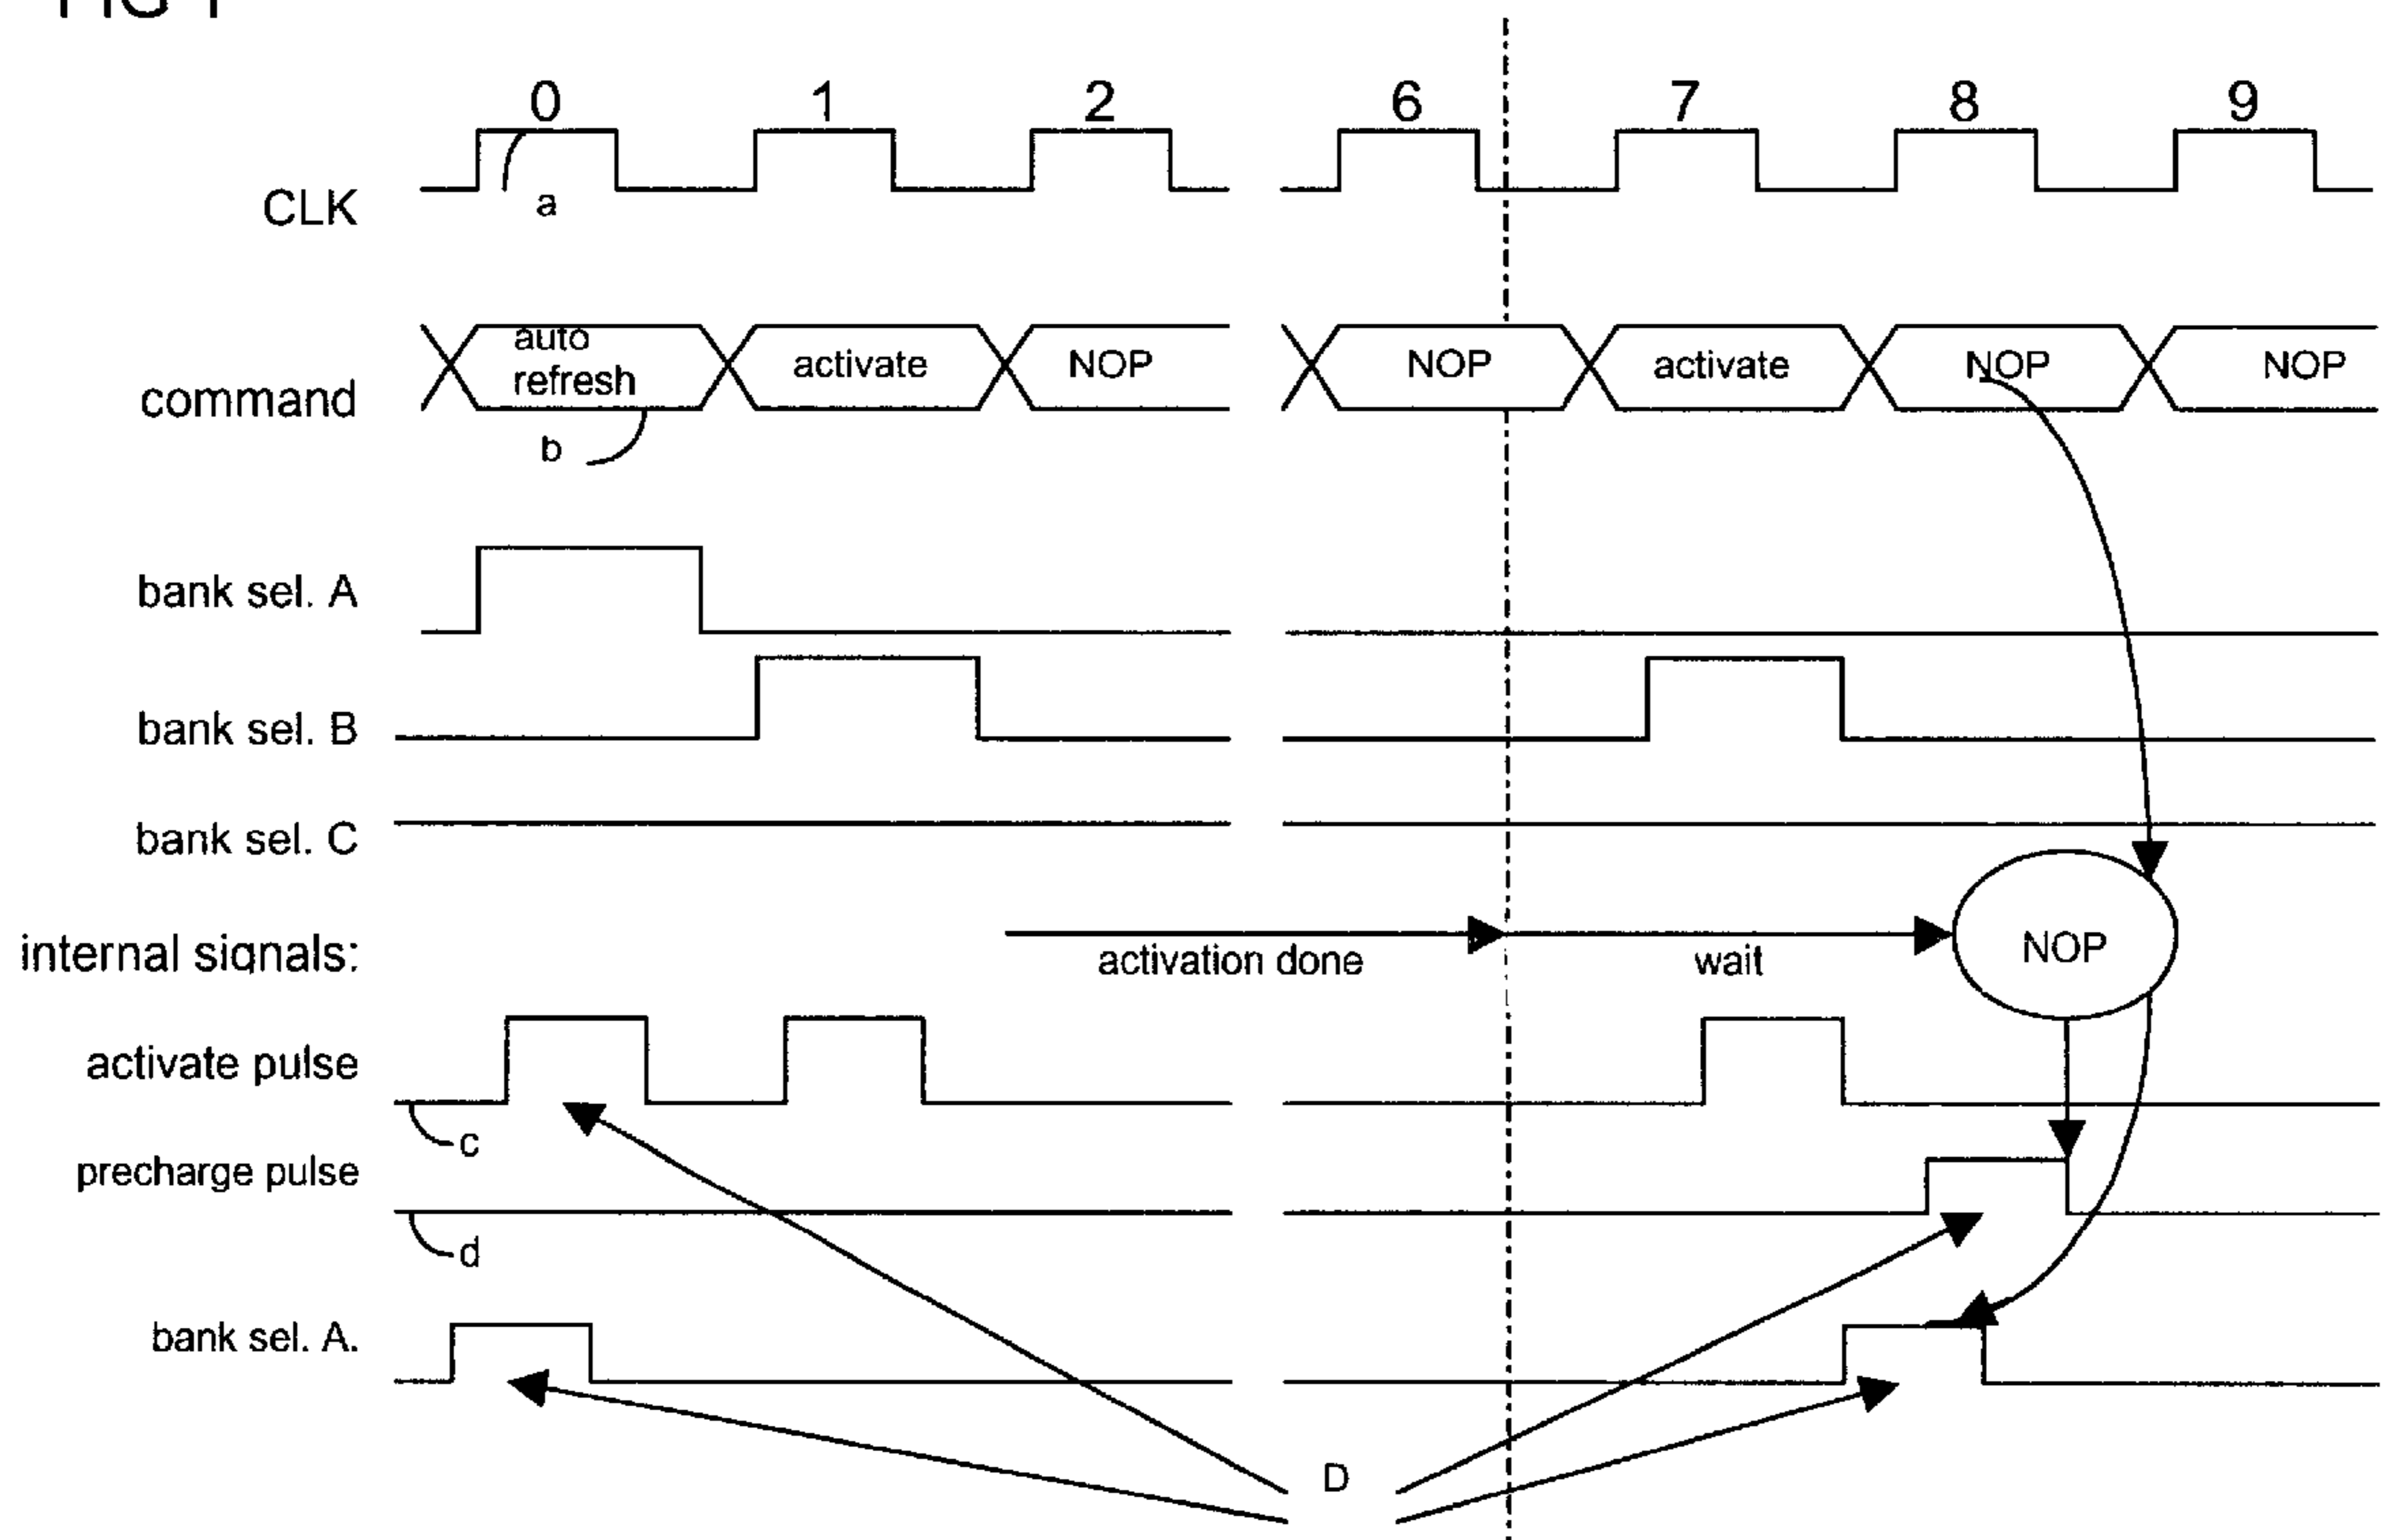 0 1 2 6 7 8 9
CLK
a
command
auto
refresh
activate
NOP
NOP
activate
NOP
NOP
b
bank sel. A
bank sel. B
bank sel. C
internal signals:
activation done
wait
NOP
activate pulse
c
precharge pulse
d
bank sel. A.
D